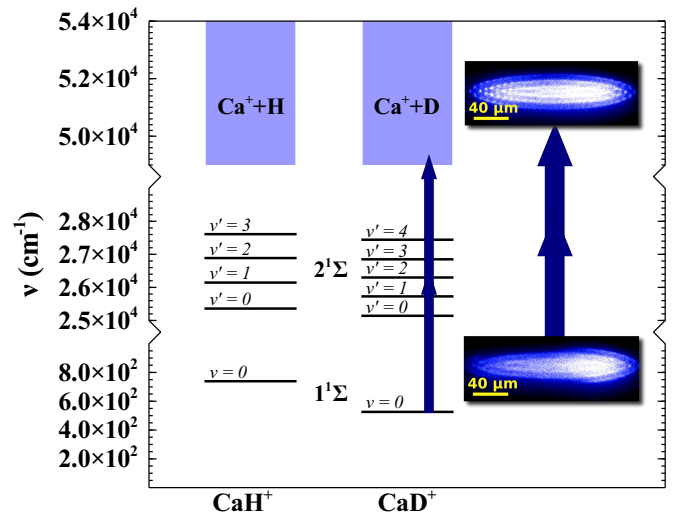 5.4×10⁴
5.2×10⁴
5.0×10⁴
2.8×10⁴
2.7×10⁴
2.6×10⁴
2.5×10⁴
8.0×10²
6.0×10²
4.0×10²
2.0×10²
ν (cm⁻¹)
Ca⁺+H
Ca⁺+D
40 μm
v' = 3
v' = 2
v' = 1
v' = 0
v = 0
2¹Σ
1¹Σ
v' = 4
v' = 3
v' = 2
v' = 1
v' = 0
v = 0
40 μm
CaH⁺
CaD⁺